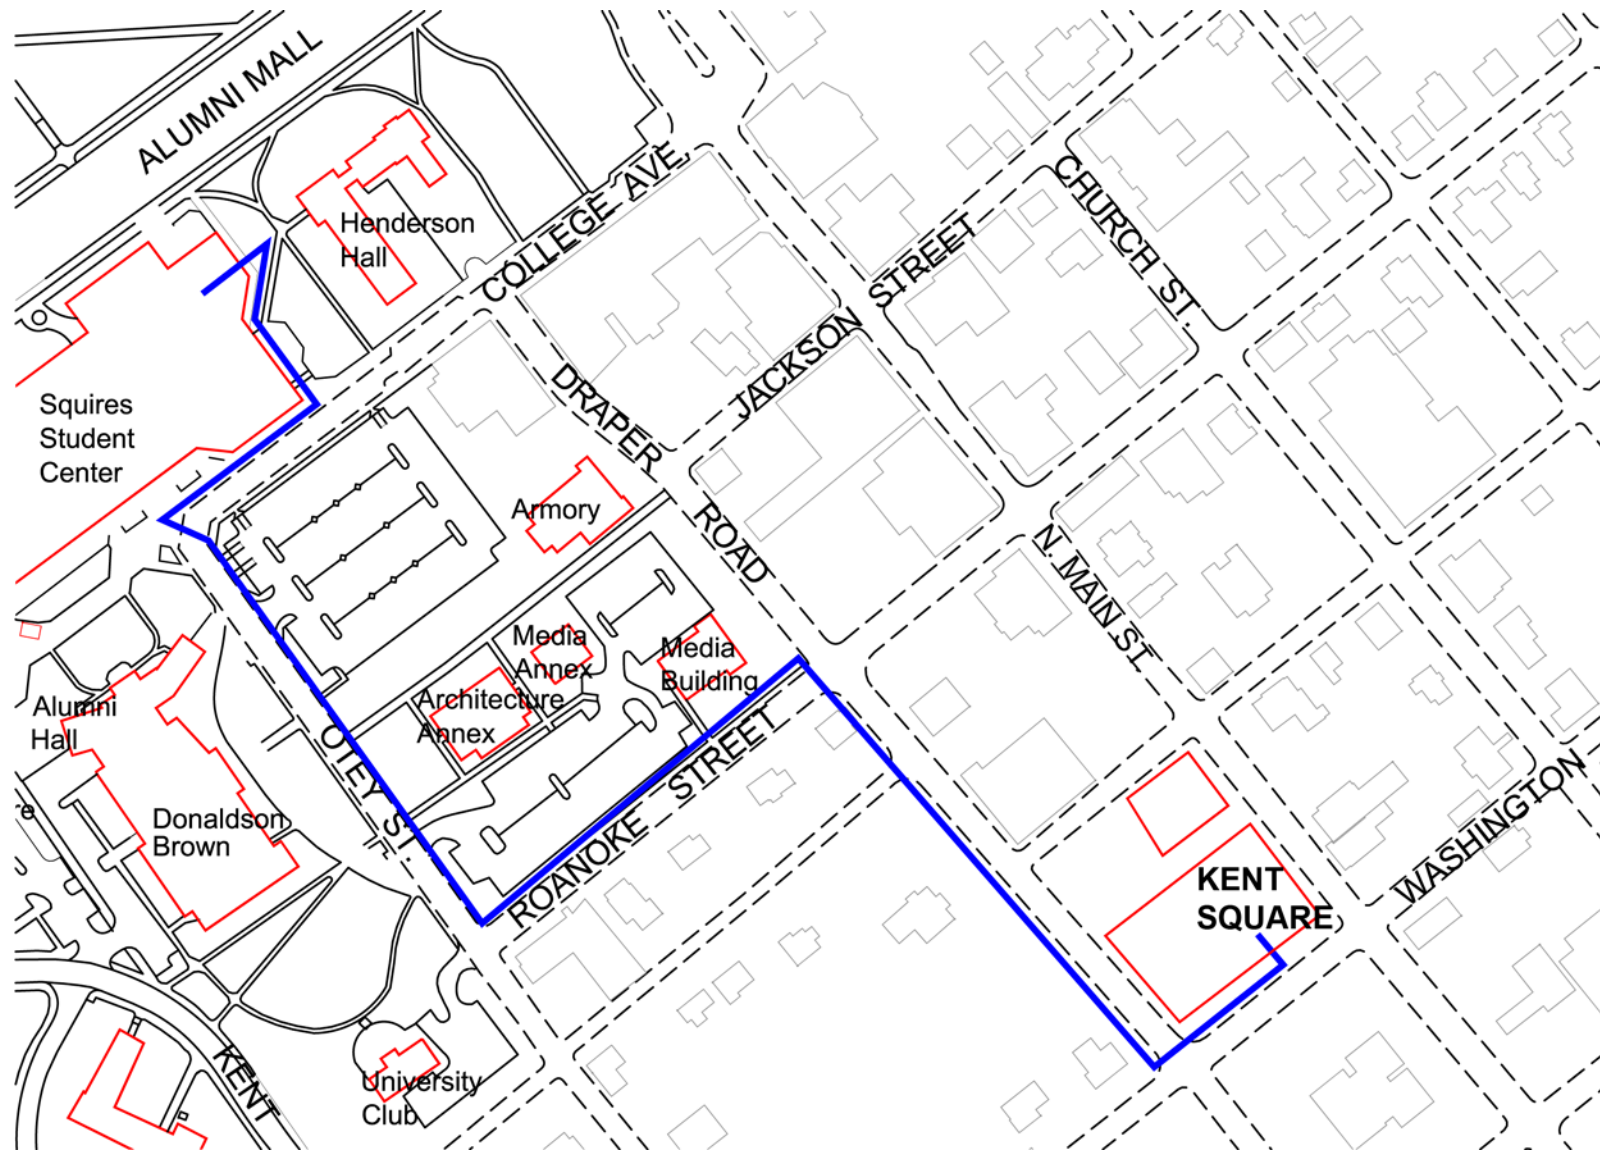 ALUMNI MALL
Henderson
Hall
COLLEGE AVE
CHURCH ST.
JACKSON STREET
DRAPER ROAD
Squires
Student
Center
Armory
N. MAIN ST.
Media
Annex
Media
Building
Architecture
Annex
Alumni
Hall
OTEY ST.
ROANOKE STREET
re
Donaldson
Brown
WASHINGTON
KENT
SQUARE
KENT
University
Club